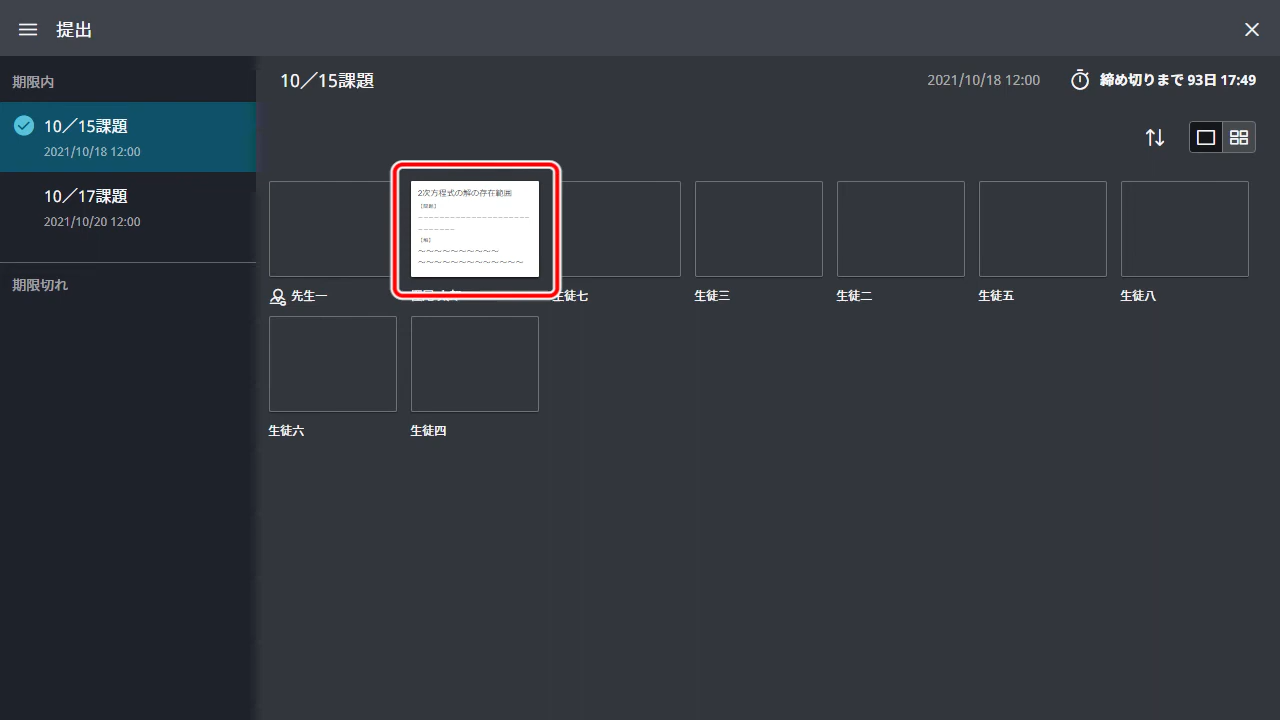 提出
期限内
10／15課題
2021/10/18 12:00
10／17課題
2021/10/20 12:00
期限切れ
10／15課題
2021/10/18 12:00
締め切りまで 93日 17:49
2次方程式の解の存在範囲
［問題］
［解］
先生一
生徒七
生徒三
生徒二
生徒五
生徒八
生徒六
生徒四